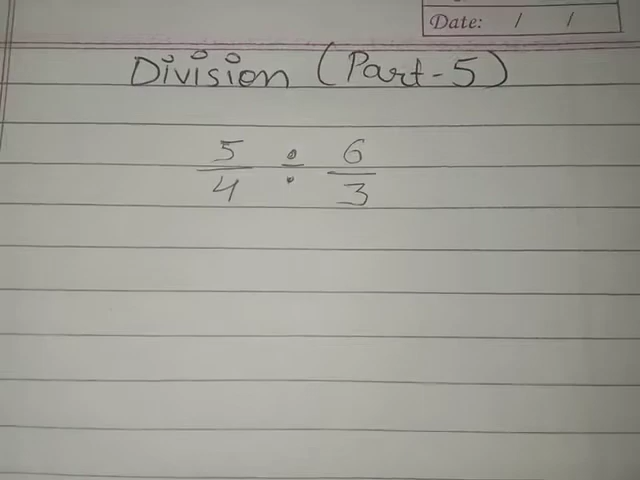 Date: / /
Division (Part-5)
5/4 ÷ 6/3